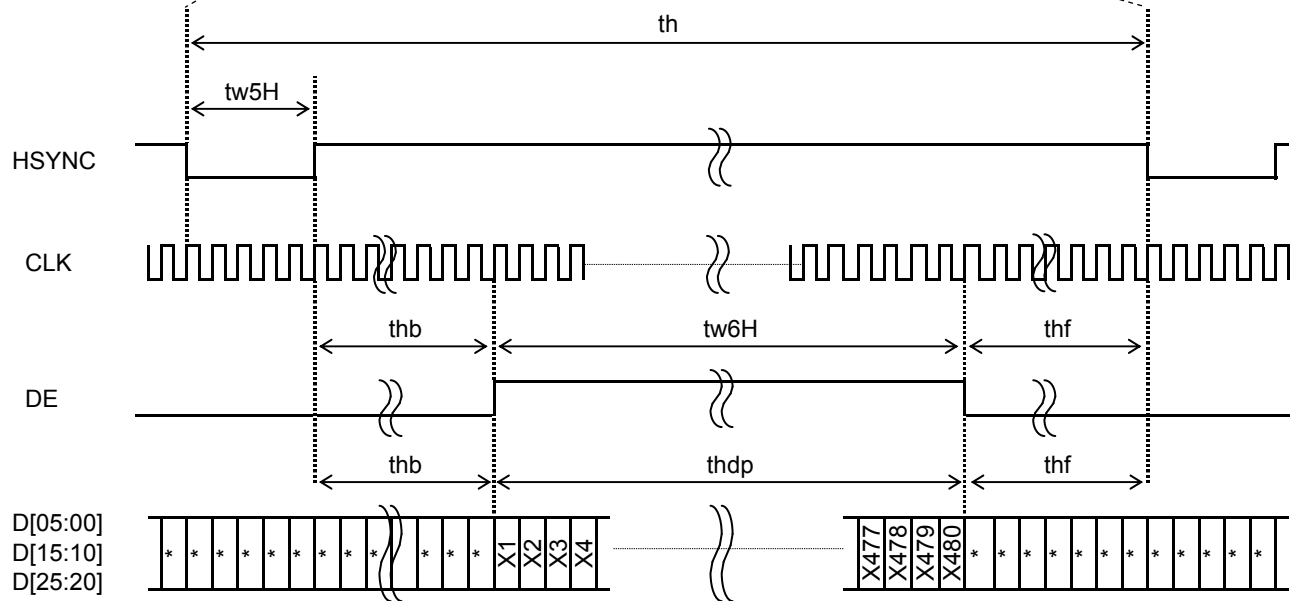 th
tw5H
HSYNC
CLK
thb tw6H thf
DE
thb thdp thf
D[05:00]
D[15:10]
D[25:20]
* * * * * * * * * * * * X1 X2 X3 X4 X477 X478 X479 X480 * * * * * * * * * * * *